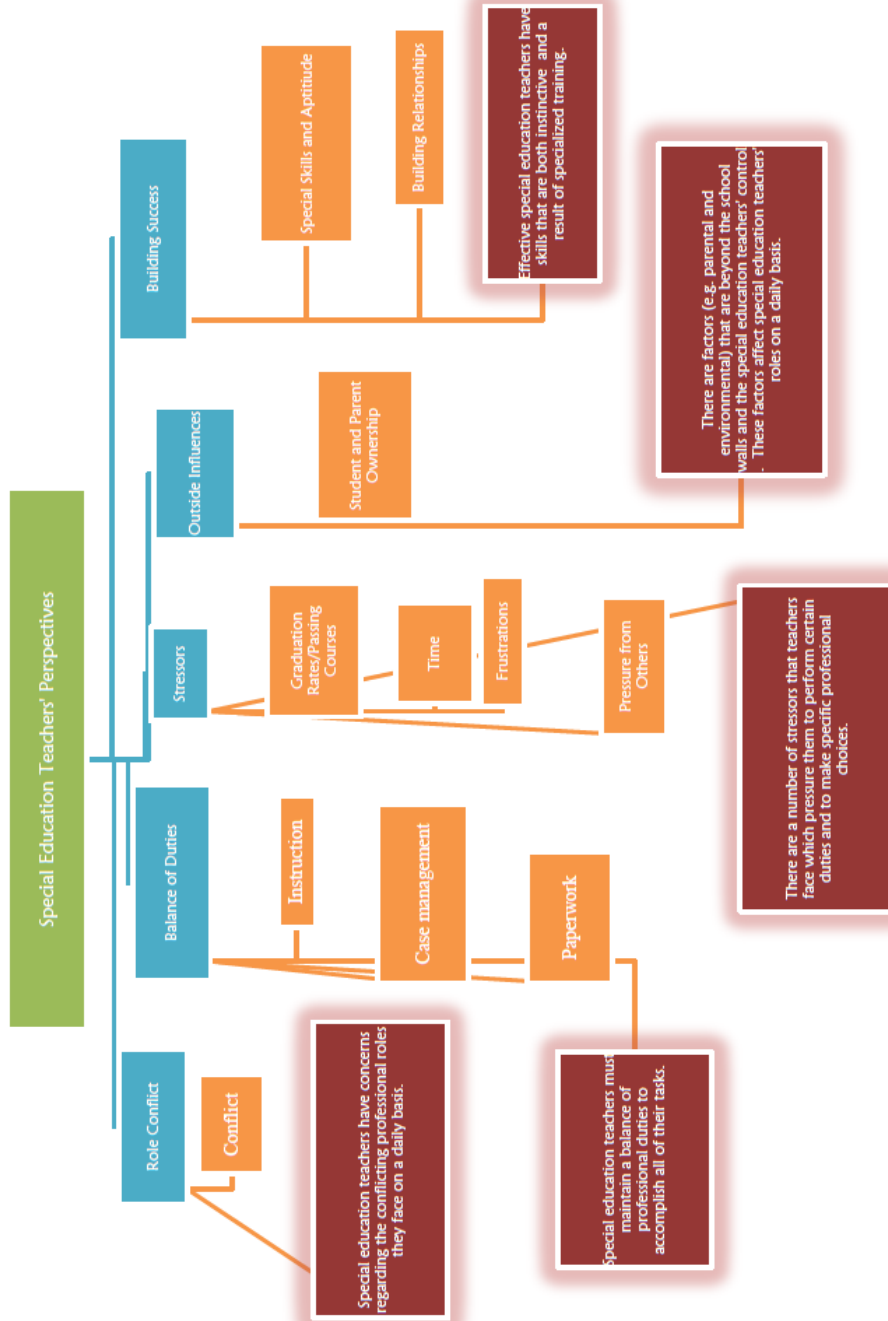 Special Education Teachers' Perspectives
Role Conflict
Conflict
Special education teachers have concerns
regarding the conflicting professional roles
they face on a daily basis.
Balance of Duties
Instruction
Case management
Paperwork
Special education teachers must
maintain a balance of
professional duties to
accomplish all of their tasks.
Stressors
Graduation
Rates/Passing
Courses
Time
Frustrations
Pressure from
Others
There are a number of stressors that teachers
face which pressure them to perform certain
duties and to make specific professional
choices.
Outside Influences
Student and Parent
Ownership
There are factors (e.g. parental and
environmental) that are beyond the school
walls and the special education teachers' control
. These factors affect special education teachers'
roles on a daily basis.
Building Success
Special Skills and Aptitiude
Building Relationships
Effective special education teachers have
skills that are both instinctive and a
result of specialized training.